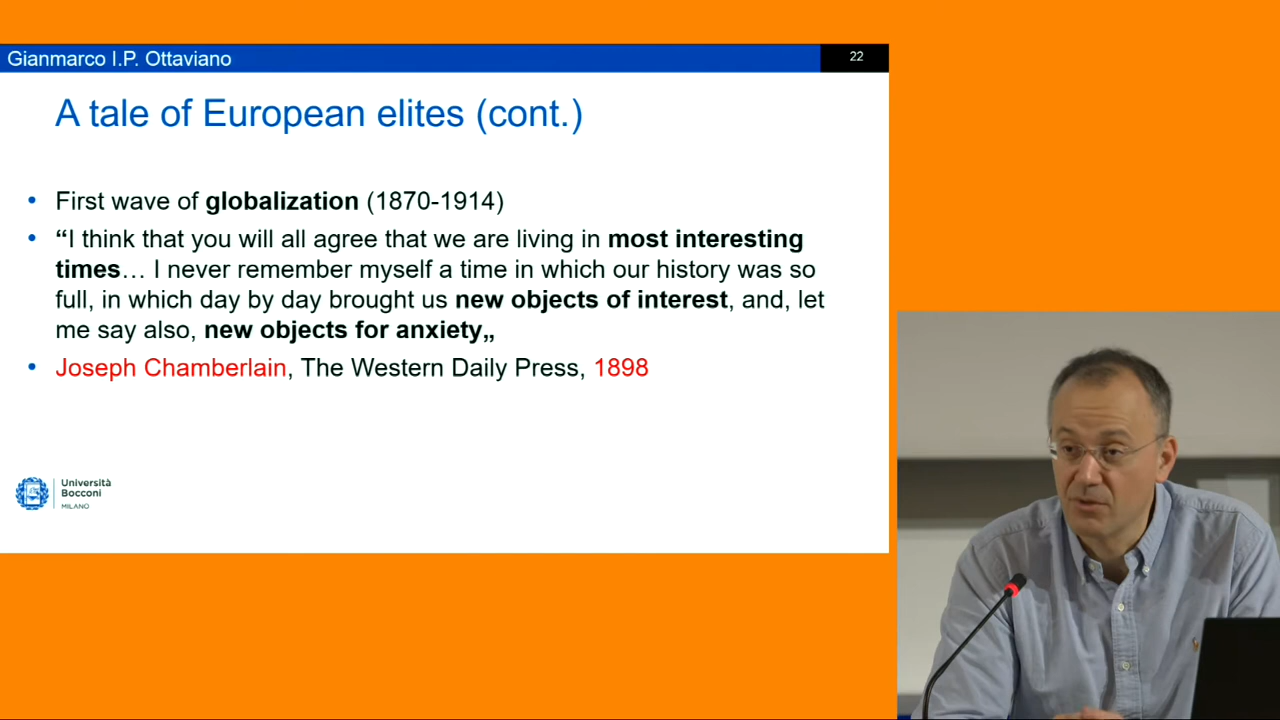 Gianmarco I.P. Ottaviano
22
A tale of European elites (cont.)
• First wave of globalization (1870-1914)
• “I think that you will all agree that we are living in most interesting
times… I never remember myself a time in which our history was so
full, in which day by day brought us new objects of interest, and, let
me say also, new objects for anxiety„
• Joseph Chamberlain, The Western Daily Press, 1898
Università
Bocconi
MILANO